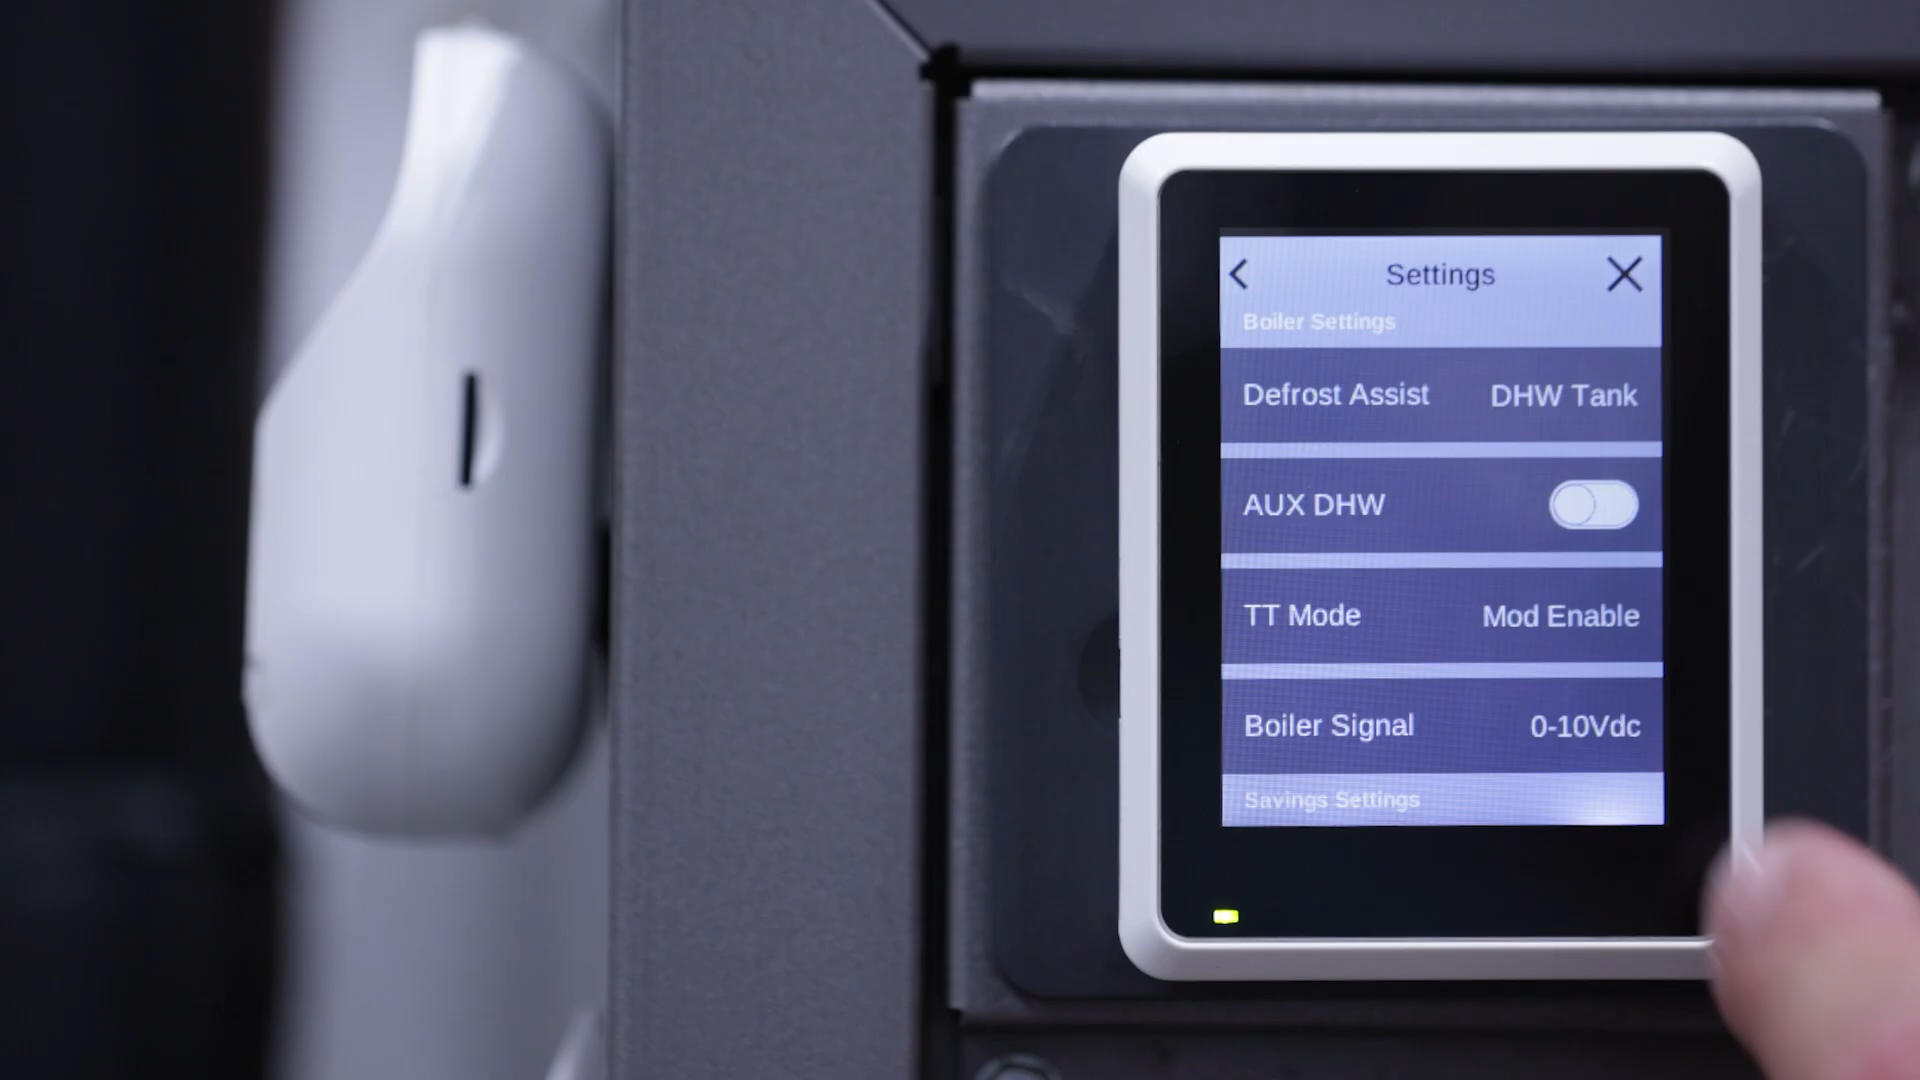 Settings
Boiler Settings
Defrost Assist DHW Tank
AUX DHW
TT Mode Mod Enable
Boiler Signal 0-10Vdc
Savings Settings